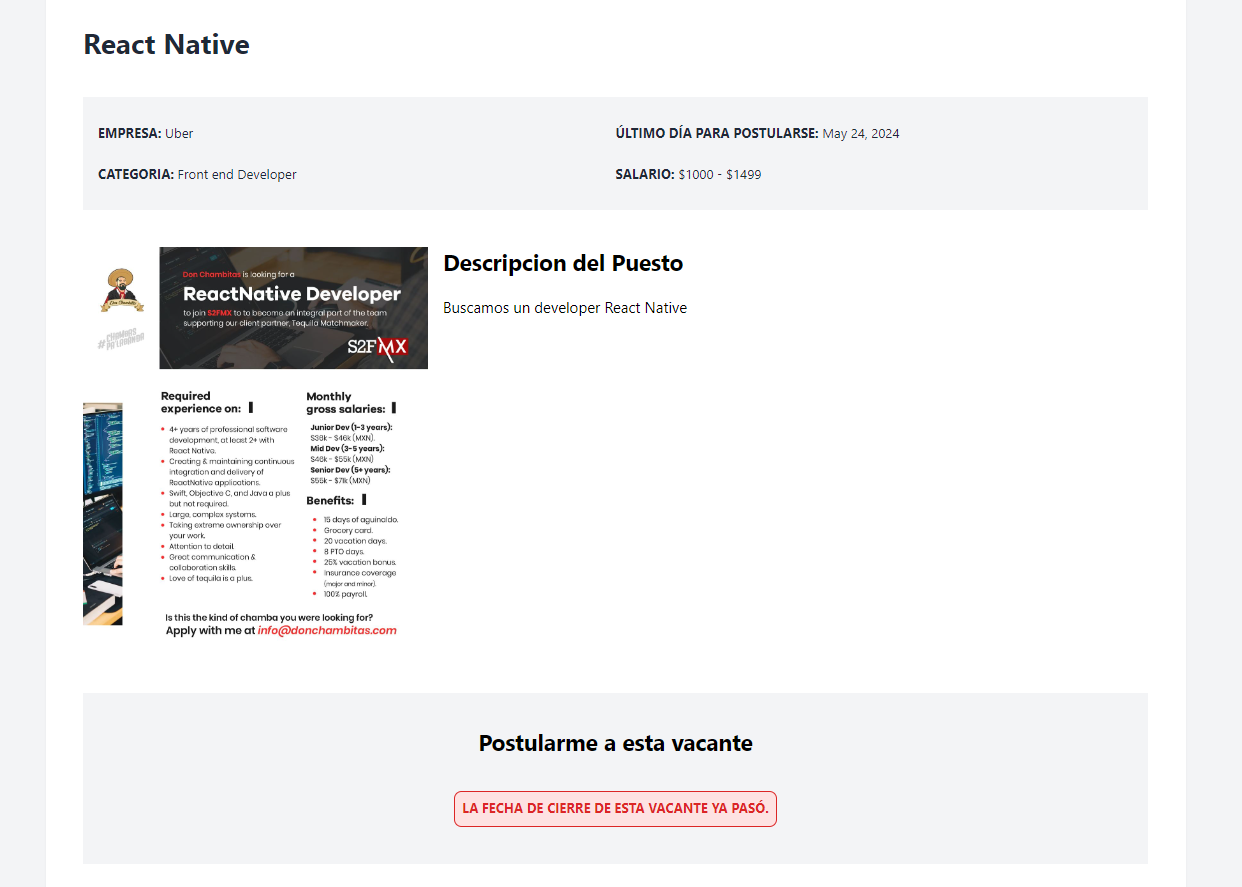 React Native
EMPRESA: Uber
ÚLTIMO DÍA PARA POSTULARSE: May 24, 2024
CATEGORIA: Front end Developer
SALARIO: $1000 - $1499
Don Chambitas is looking for a
ReactNative Developer
to join S2FMX to to become an integral part of the team
supporting our client partner, Tequila Matchmaker.
S2FMX
#CHAMBAS
PA'LABANDA
Descripcion del Puesto
Buscamos un developer React Native
Required
experience on:
4+ years of professional software
development, at least 2+ with
React Native.
Creating & maintaining continuous
integration and delivery of
ReactNative applications.
Swift, Objective C, and Java a plus
but not required.
Large, complex systems.
Taking extreme ownership over
your work.
Attention to detail.
Great communication &
collaboration skills.
Love of tequila is a plus.
Monthly
gross salaries:
Junior Dev (1-3 years):
$36k - $46k (MXN).
Mid Dev (3-5 years):
$46k - $55k (MXN)
Senior Dev (5+ years):
$55k - $71k (MXN)
Benefits:
15 days of aguinaldo.
Grocery card.
20 vacation days.
8 PTO days.
25% vacation bonus.
Insurance coverage
(major and minor).
100% payroll.
Is this the kind of chamba you were looking for?
Apply with me at info@donchambitas.com
Postularme a esta vacante
LA FECHA DE CIERRE DE ESTA VACANTE YA PASÓ.